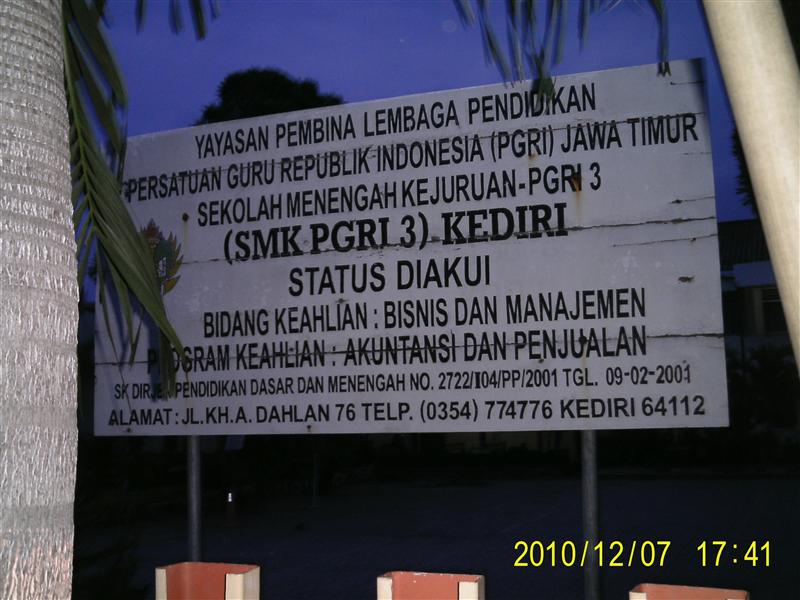 YAYASAN PEMBINA LEMBAGA PENDIDIKAN
PERSATUAN GURU REPUBLIK INDONESIA (PGRI) JAWA TIMUR
SEKOLAH MENENGAH KEJURUAN-PGRI 3
(SMK PGRI 3) KEDIRI
STATUS DIAKUI
BIDANG KEAHLIAN : BISNIS DAN MANAJEMEN
PROGRAM KEAHLIAN : AKUNTANSI DAN PENJUALAN
SK DIRJEN PENDIDIKAN DASAR DAN MENENGAH NO. 2722/I04/PP/2001 TGL. 09-02-2001
ALAMAT : JL.KH.A. DAHLAN 76 TELP. (0354) 774776 KEDIRI 64112
2010/12/07 17:41